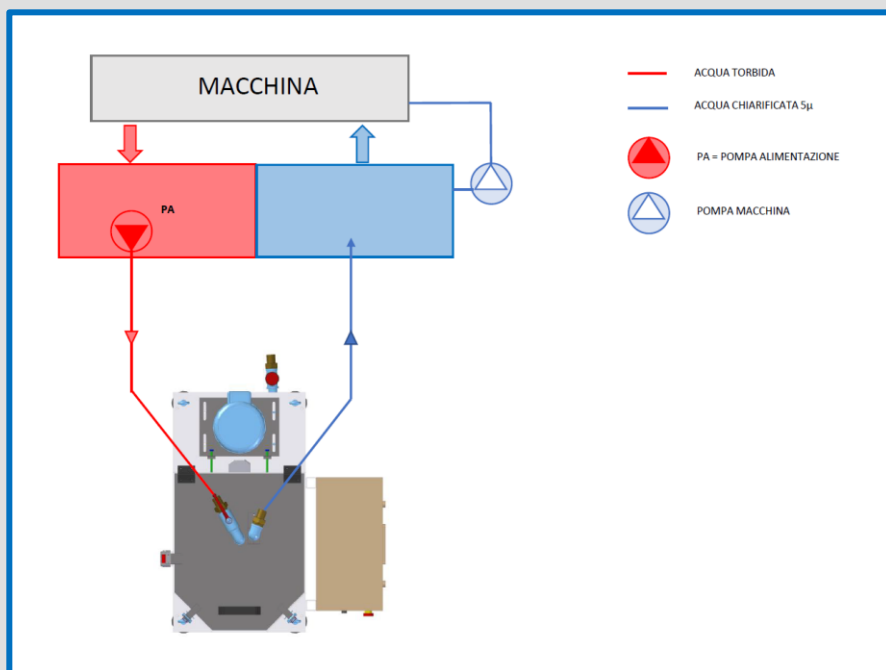 MACCHINA
PA
ACQUA TORBIDA
ACQUA CHIARIFICATA 5µ
PA = POMPA ALIMENTAZIONE
POMPA MACCHINA